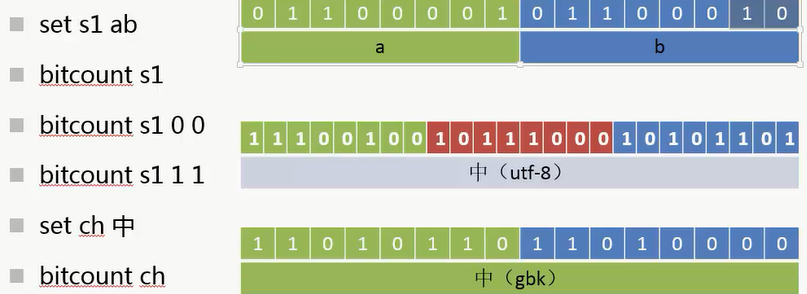 set s1 ab
bitcount s1
bitcount s1 0 0
bitcount s1 1 1
set ch 中
bitcount ch
0 1 1 0 0 0 0 1 0 1 1 0 0 0 1 0
a b
1 1 1 0 0 1 0 0 1 0 1 1 1 0 0 0 1 0 1 0 1 1 0 1
中（utf-8）
1 1 0 1 0 1 1 0 1 1 0 1 0 0 0 0
中（gbk）